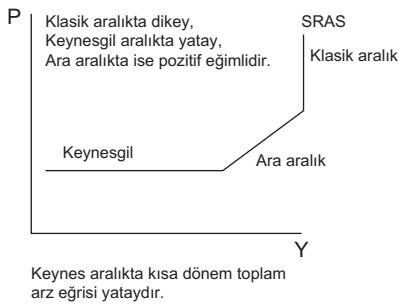 P
Klasik aralıkta dikey,
Keynesgil aralıkta yatay,
Ara aralıkta ise pozitif eğimlidir.
SRAS
Klasik aralık
Keynesgil
Ara aralık
Y
Keynes aralıkta kısa dönem toplam
arz eğrisi yataydır.